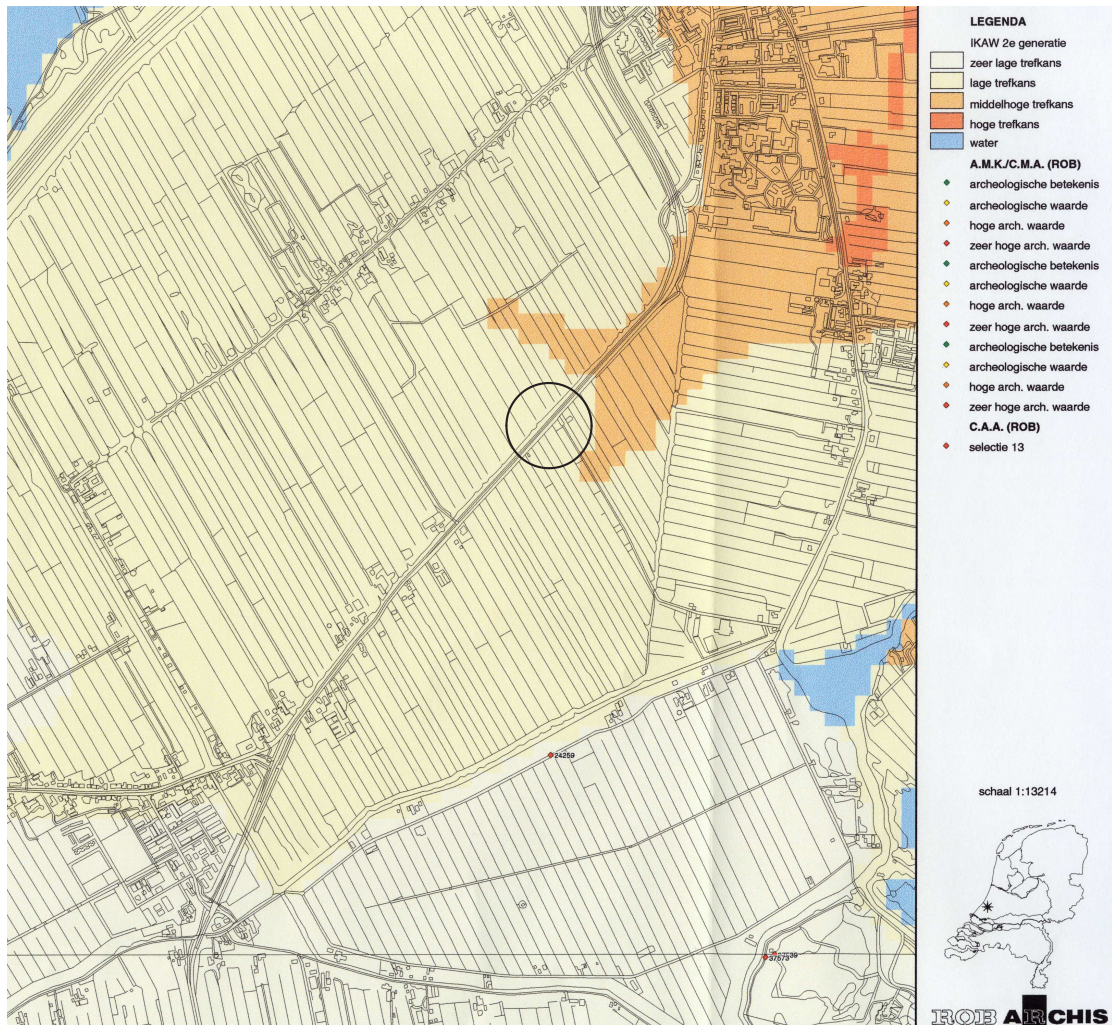 LEGENDA
IKAW 2e generatie
zeer lage trefkans
lage trefkans
middelhoge trefkans
hoge trefkans
water
A.M.K./C.M.A. (ROB)
archeologische betekenis
archeologische waarde
hoge arch. waarde
zeer hoge arch. waarde
archeologische betekenis
archeologische waarde
hoge arch. waarde
zeer hoge arch. waarde
archeologische betekenis
archeologische waarde
hoge arch. waarde
zeer hoge arch. waarde
C.A.A. (ROB)
selectie 13
24259
37573
schaal 1:13214
ROB ARCHIS